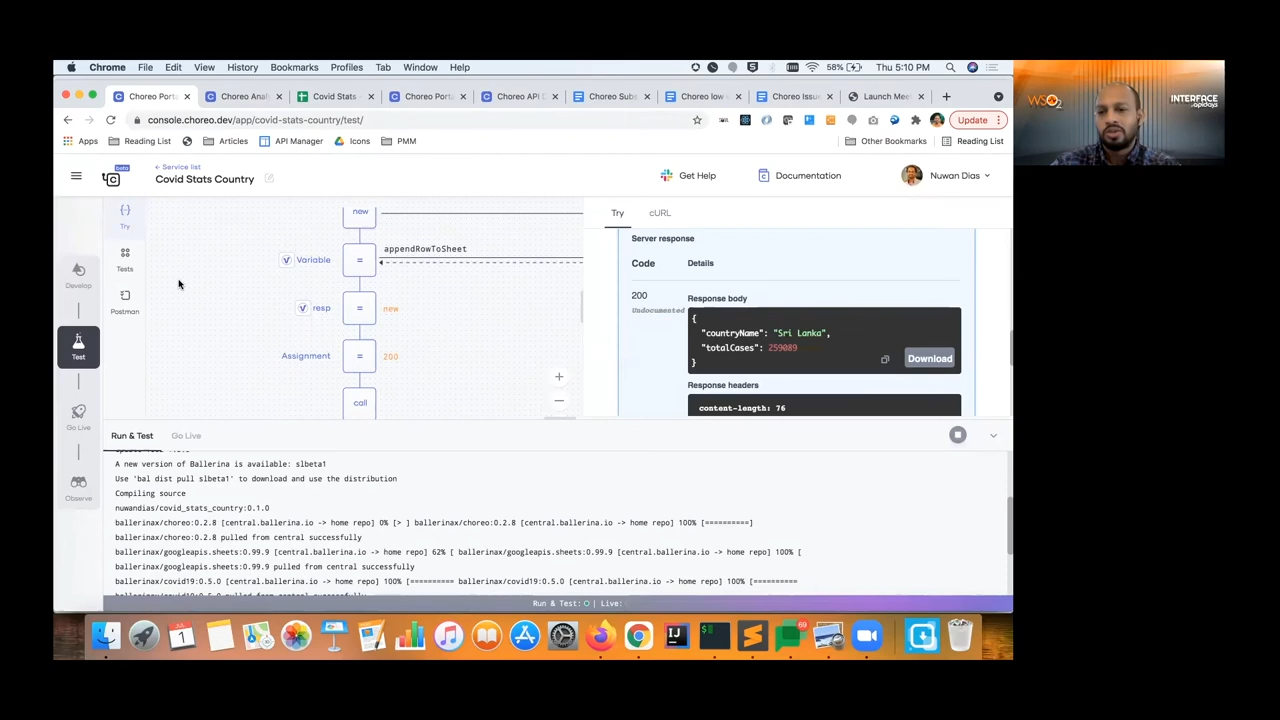 Chrome File Edit View History Bookmarks Profiles Tab Window Help 58% Thu 5:10 PM
Choreo Porta Choreo Anal Covid Stats - Choreo Porta Choreo API D Choreo Subs Choreo low c Choreo Issue Launch Meet
console.choreo.dev/app/covid-stats-country/test/ Update
Apps Reading List Articles API Manager Icons PMM Other Bookmarks Reading List
WSO2 INTERFACE
by apidays
beta
Service list
Covid Stats Country
Get Help Documentation Nuwan Dias
Develop
Test
Go Live
Observe
Try
Tests
Postman
new
Variable = appendRowToSheet
resp = new
Assignment = 200
call
Try cURL
Server response
Code Details
200
Undocumented
Response body
{
"countryName": "Sri Lanka",
"totalCases": 259089
}
Download
Response headers
content-length: 76
Run & Test Go Live
A new version of Ballerina is available: slbeta1
Use 'bal dist pull slbeta1' to download and use the distribution
Compiling source
nuwandias/covid_stats_country:0.1.0
ballerinax/choreo:0.2.8 [central.ballerina.io -> home repo] 0% [> ] ballerinax/choreo:0.2.8 [central.ballerina.io -> home repo] 100% [==========]
ballerinax/choreo:0.2.8 pulled from central successfully
ballerinax/googleapis.sheets:0.99.9 [central.ballerina.io -> home repo] 62% [ ballerinax/googleapis.sheets:0.99.9 [central.ballerina.io -> home repo] 100% [
ballerinax/googleapis.sheets:0.99.9 pulled from central successfully
ballerinax/covid19:0.5.0 [central.ballerina.io -> home repo] 100% [========== ballerinax/covid19:0.5.0 [central.ballerina.io -> home repo] 100% [==========
Run & Test: | Live:
1
69